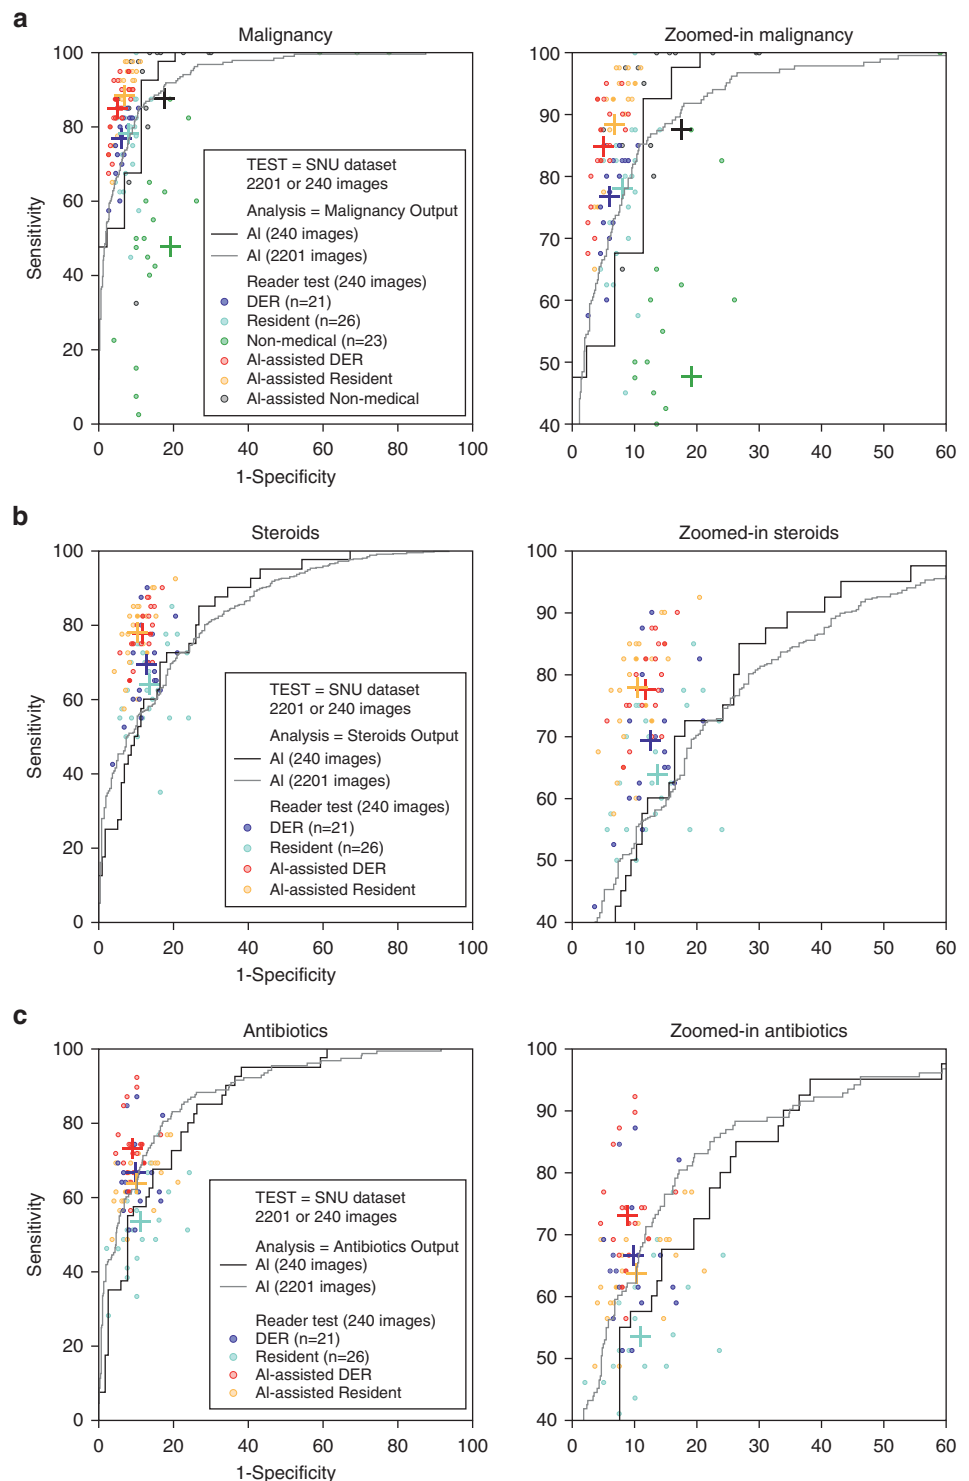 a
Malignancy
Zoomed-in malignancy
100
80
60
40
20
0
Sensitivity
0 20 40 60 80 100
1-Specificity
TEST = SNU dataset
2201 or 240 images
Analysis = Malignancy Output
AI (240 images)
AI (2201 images)
Reader test (240 images)
DER (n=21)
Resident (n=26)
Non-medical (n=23)
AI-assisted DER
AI-assisted Resident
AI-assisted Non-medical
100
90
80
70
60
50
40
0 10 20 30 40 50 60
b
Steroids
Zoomed-in steroids
100
80
60
40
20
0
Sensitivity
0 20 40 60 80 100
1-Specificity
TEST = SNU dataset
2201 or 240 images
Analysis = Steroids Output
AI (240 images)
AI (2201 images)
Reader test (240 images)
DER (n=21)
Resident (n=26)
AI-assisted DER
AI-assisted Resident
100
90
80
70
60
50
40
0 10 20 30 40 50 60
c
Antibiotics
Zoomed-in antibiotics
100
80
60
40
20
0
Sensitivity
0 20 40 60 80 100
1-Specificity
TEST = SNU dataset
2201 or 240 images
Analysis = Antibiotics Output
AI (240 images)
AI (2201 images)
Reader test (240 images)
DER (n=21)
Resident (n=26)
AI-assisted DER
AI-assisted Resident
100
90
80
70
60
50
40
0 10 20 30 40 50 60